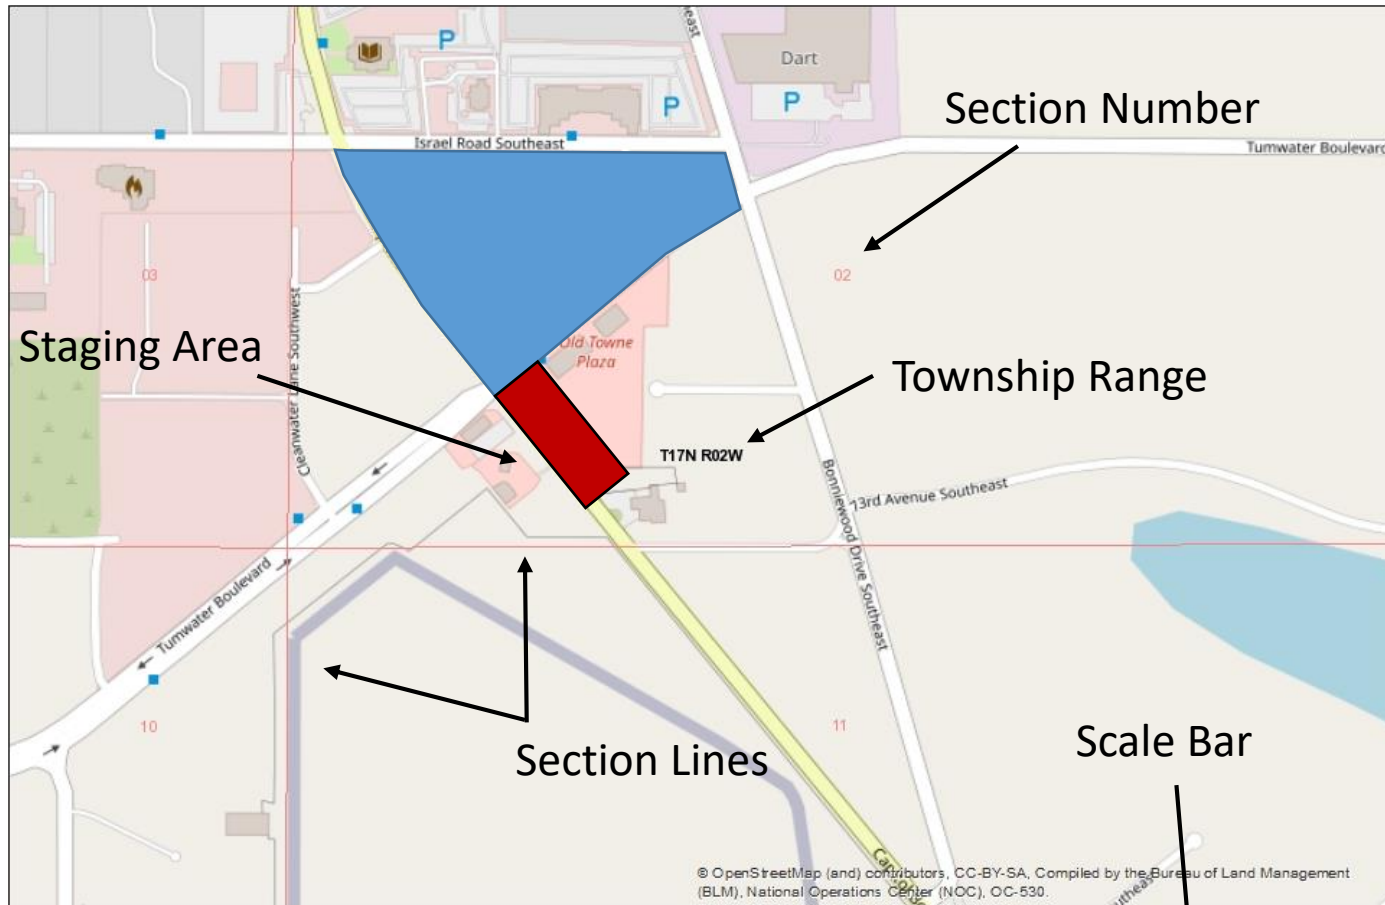 east
P
Dart
P
P
Section Number
Israel Road Southeast
Tumwater Boulevard
03
02
Cleanwater Lane Southwest
Staging Area
Old Towne
Plaza
Township Range
T17N R02W
Bonniewood Drive Southeast
73rd Avenue Southeast
Tumwater Boulevard
10
11
Section Lines
Scale Bar
© OpenStreetMap (and) contributors, CC-BY-SA, Compiled by the Bureau of Land Management
(BLM), National Operations Center (NOC), OC-530.